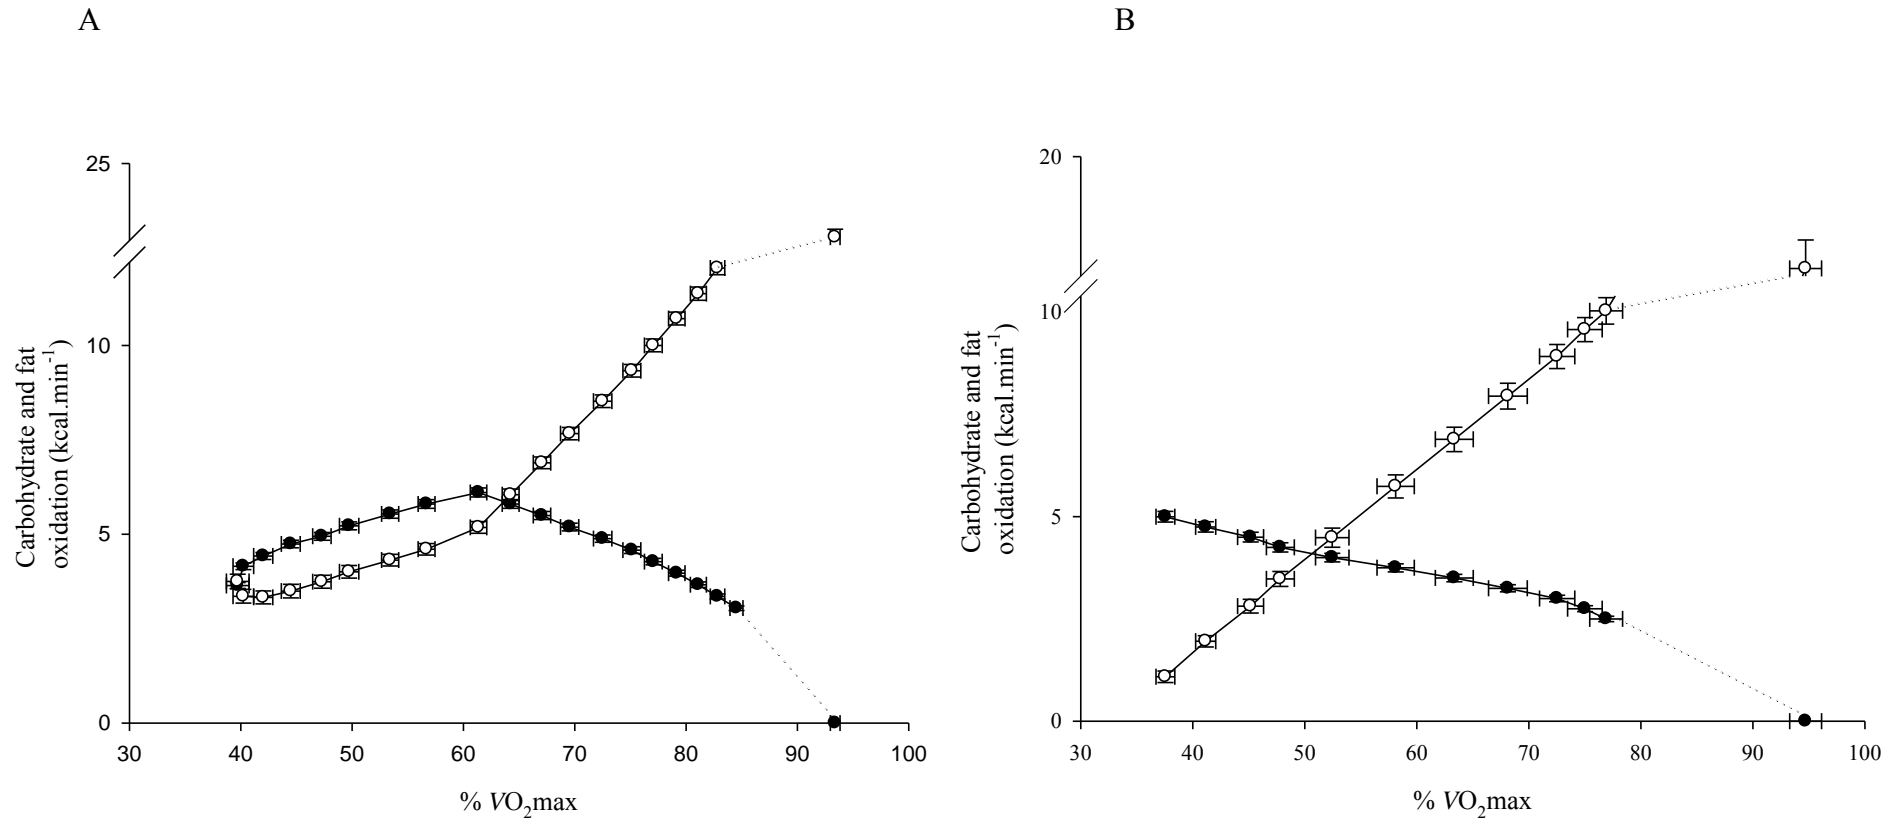 A
B
25
10
5
0
30 40 50 60 70 80 90 100
% VO₂max
Carbohydrate and fat
oxidation (kcal.min⁻¹)
20
10
5
0
30 40 50 60 70 80 90 100
% VO₂max
Carbohydrate and fat
oxidation (kcal.min⁻¹)